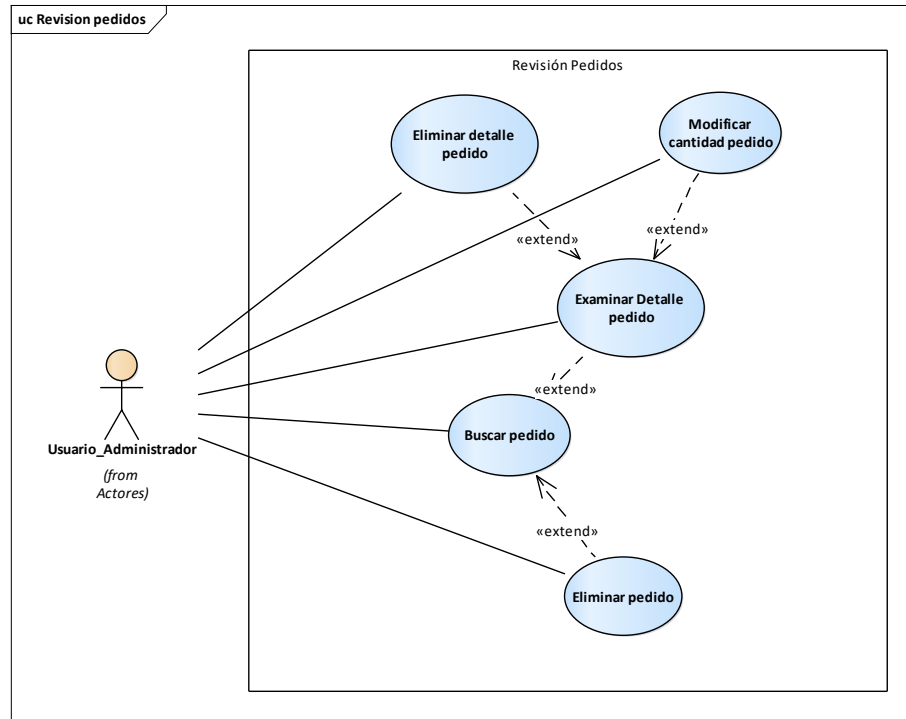 uc Revision pedidos
Revisión Pedidos
Eliminar detalle
pedido
Modificar
cantidad pedido
«extend»
«extend»
Examinar Detalle
pedido
«extend»
Buscar pedido
Usuario_Administrador
(from
Actores)
«extend»
Eliminar pedido